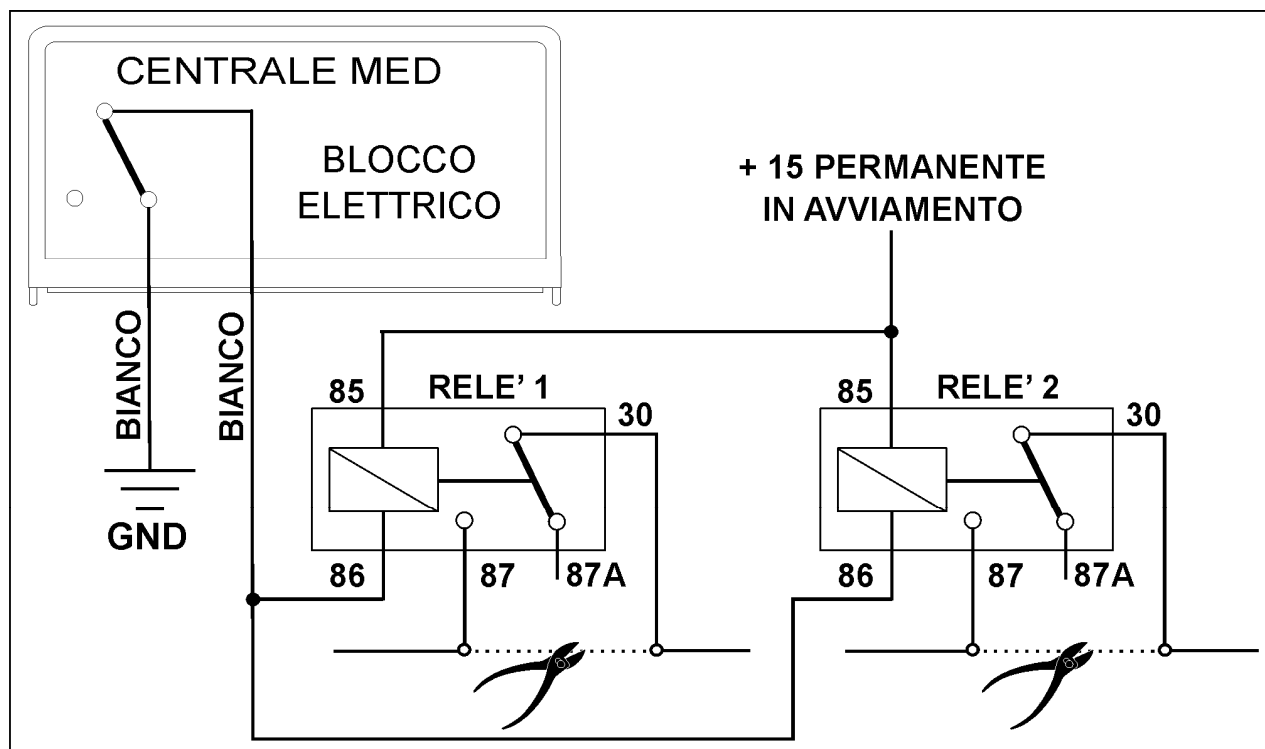 CENTRALE MED
BLOCCO
ELETTRICO
+ 15 PERMANENTE
IN AVVIAMENTO
BIANCO
BIANCO
GND
85
RELE’ 1
30
86
87
87A
85
RELE’ 2
30
86
87
87A